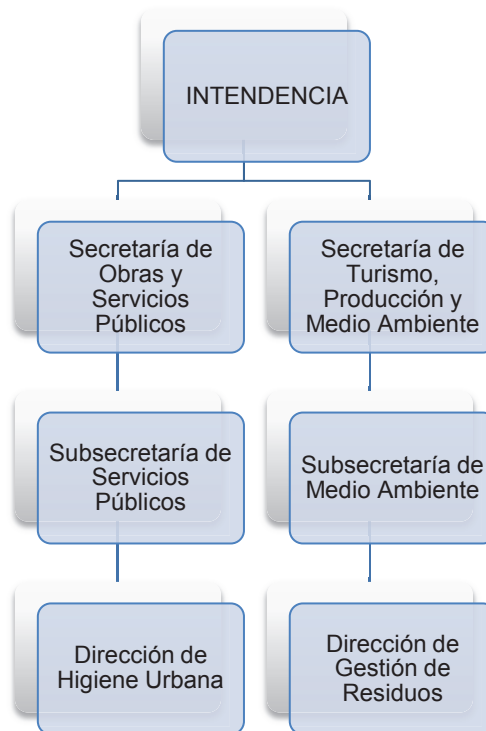 INTENDENCIA
Secretaría de
Obras y
Servicios
Públicos
Secretaría de
Turismo,
Producción y
Medio Ambiente
Subsecretaría de
Servicios
Públicos
Subsecretaría de
Medio Ambiente
Dirección de
Higiene Urbana
Dirección de
Gestión de
Residuos